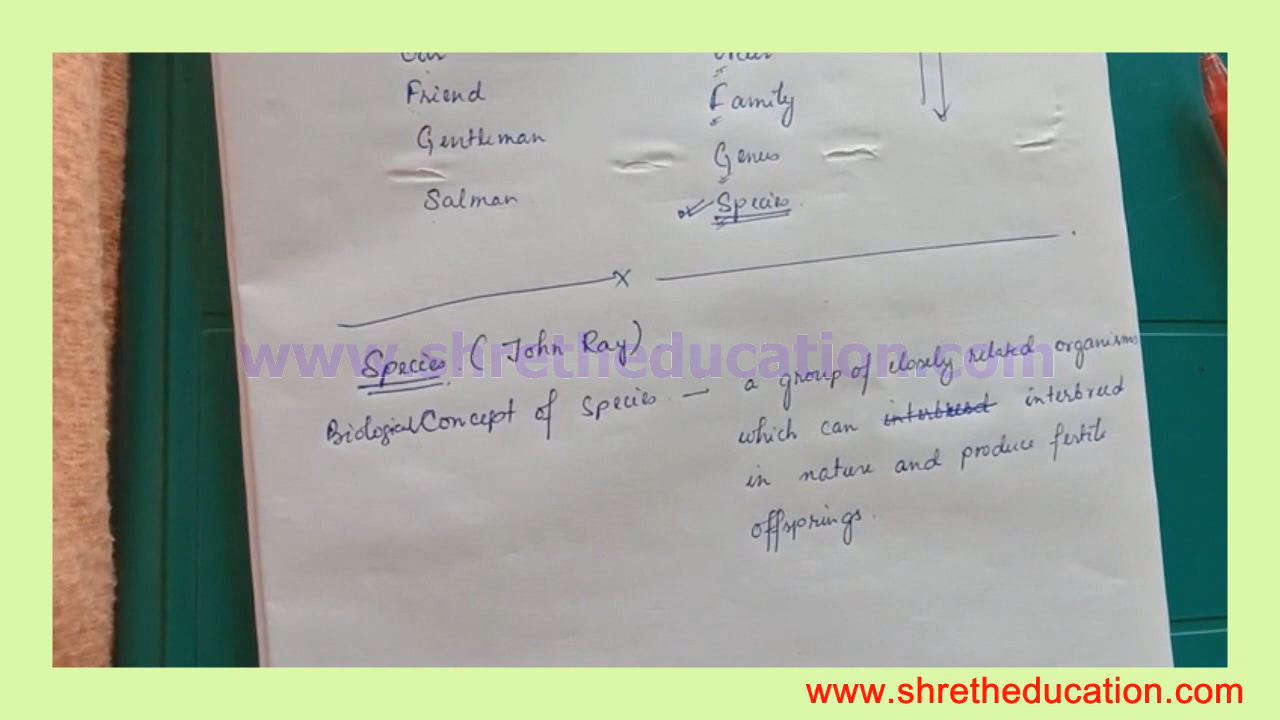 Friend Family
Gentleman Genus
Salman Species.
x
Species. (John Ray)
Biological Concept of Species. — a group of closely related organisms
which can interbreed interbreed
in nature and produce fertile
offsprings.
www.shretheducation.com
www.shretheducation.com